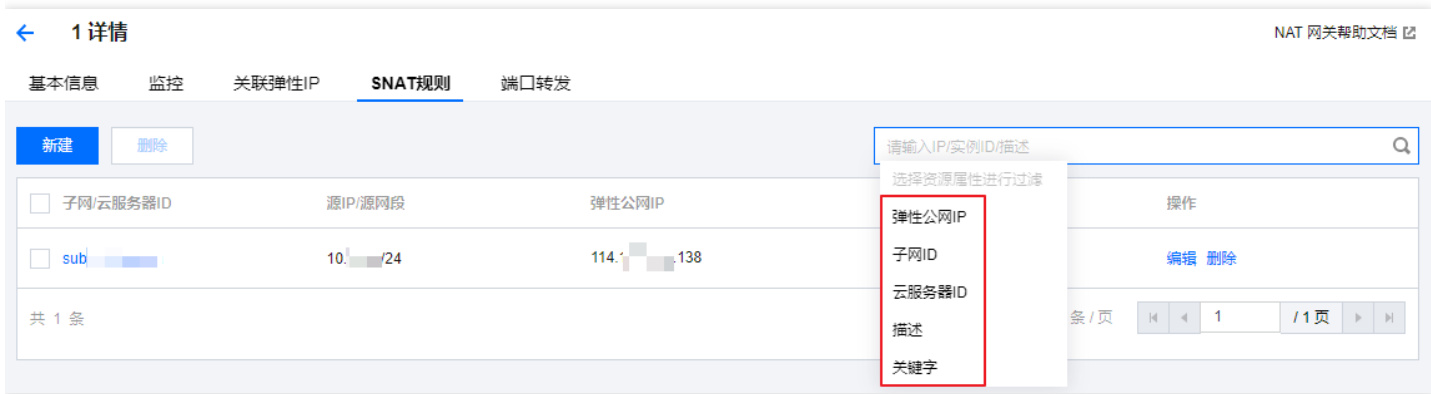 1 详情
NAT 网关帮助文档
基本信息 监控 关联弹性IP SNAT规则 端口转发
新建 删除 请输入IP/实例ID/描述
选择资源属性进行过滤
子网/云服务器ID 源IP/源网段 弹性公网IP 操作
弹性公网IP
子网ID
sub 10. /24 114. .138 编辑 删除
云服务器ID
共 1 条 条/页 1 / 1 页
描述
关键字